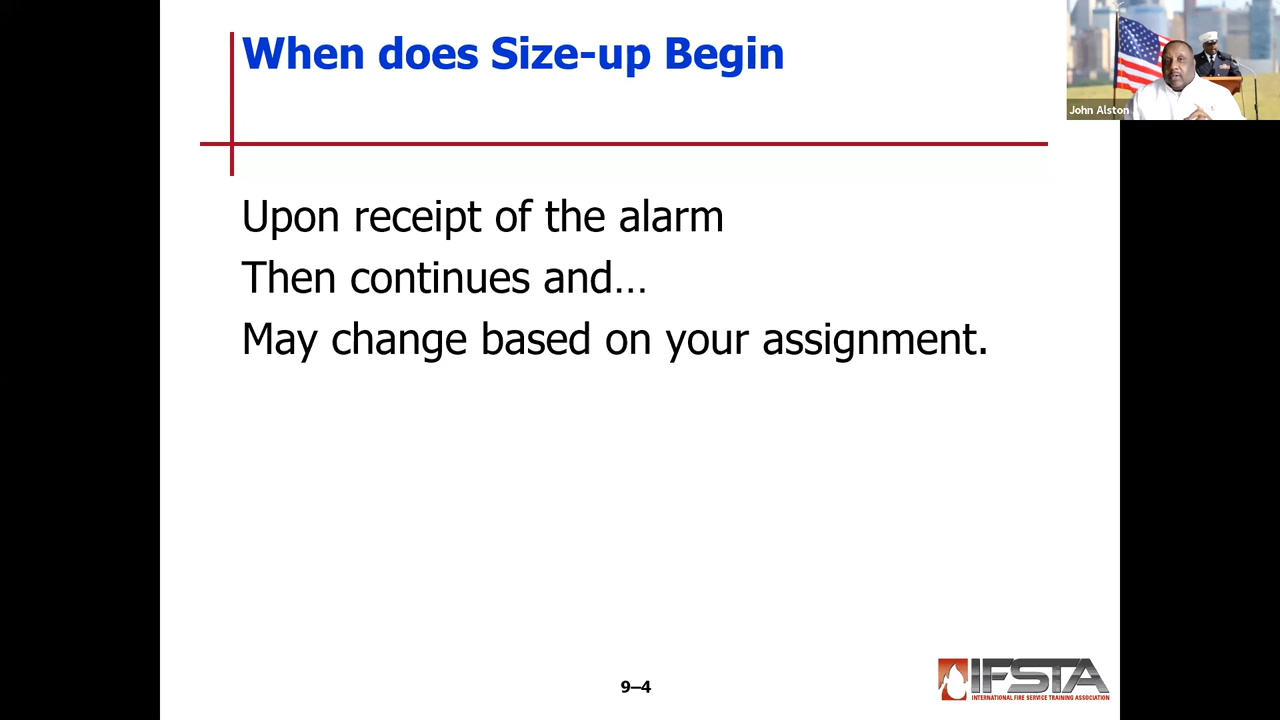 When does Size-up Begin
John Alston
Upon receipt of the alarm
Then continues and…
May change based on your assignment.
9–4
IFSTA
INTERNATIONAL FIRE SERVICE TRAINING ASSOCIATION